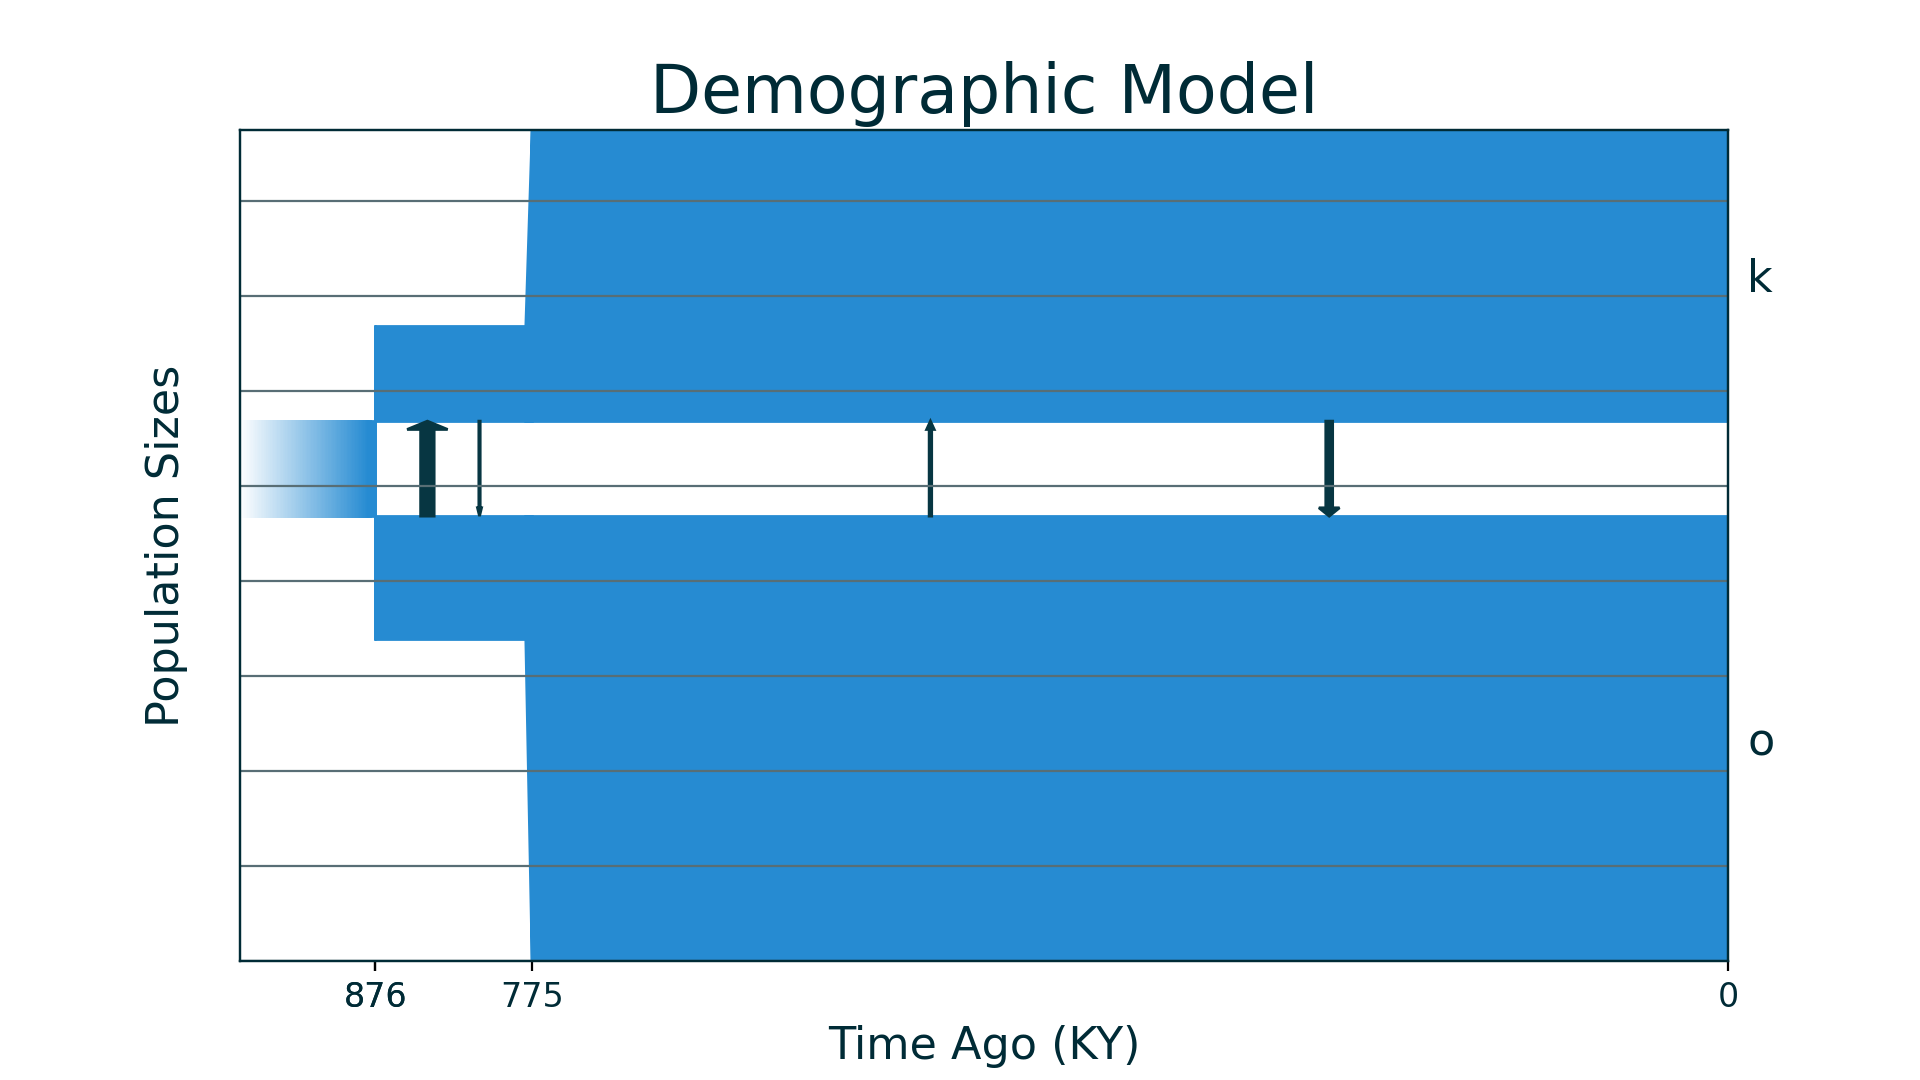 Demographic Model
k
Population Sizes
o
876
775
0
Time Ago (KY)